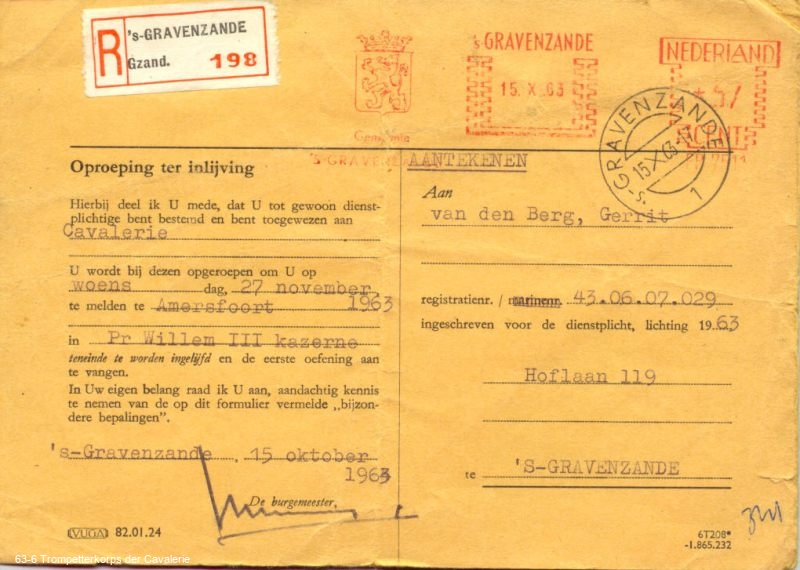 R
's-GRAVENZANDE
Gzand. 198
Gemeente
'S-GRAVENZANDE
's GRAVENZANDE
15. X. 63
NEDERLAND
57
CENT
's-GRAVENZANDE
15.X.63
1
Oproeping ter inlijving
Hierbij deel ik U mede, dat U tot gewoon dienst-
plichtige bent bestemd en bent toegewezen aan
Cavalerie
U wordt bij dezen opgeroepen om U op
woens dag, 27 november
te melden te Amersfoort 1963
in Pr Willem III kazerne
teneinde te worden ingelijfd en de eerste oefening aan
te vangen.
In Uw eigen belang raad ik U aan, aandachtig kennis
te nemen van de op dit formulier vermelde „bijzon-
dere bepalingen”.
's-Gravenzande, 15 oktober
1963
De burgemeester,
VUGA 82.01.24
AANTEKENEN
Aan
van den Berg, Gerrit
registratienr. / marinenr. 43.06.07.029
ingeschreven voor de dienstplicht, lichting 1963
Hoflaan 119
te 'S-GRAVENZANDE
6T208*
-1.865.232
63-6 Trompetterkorps der Cavalerie